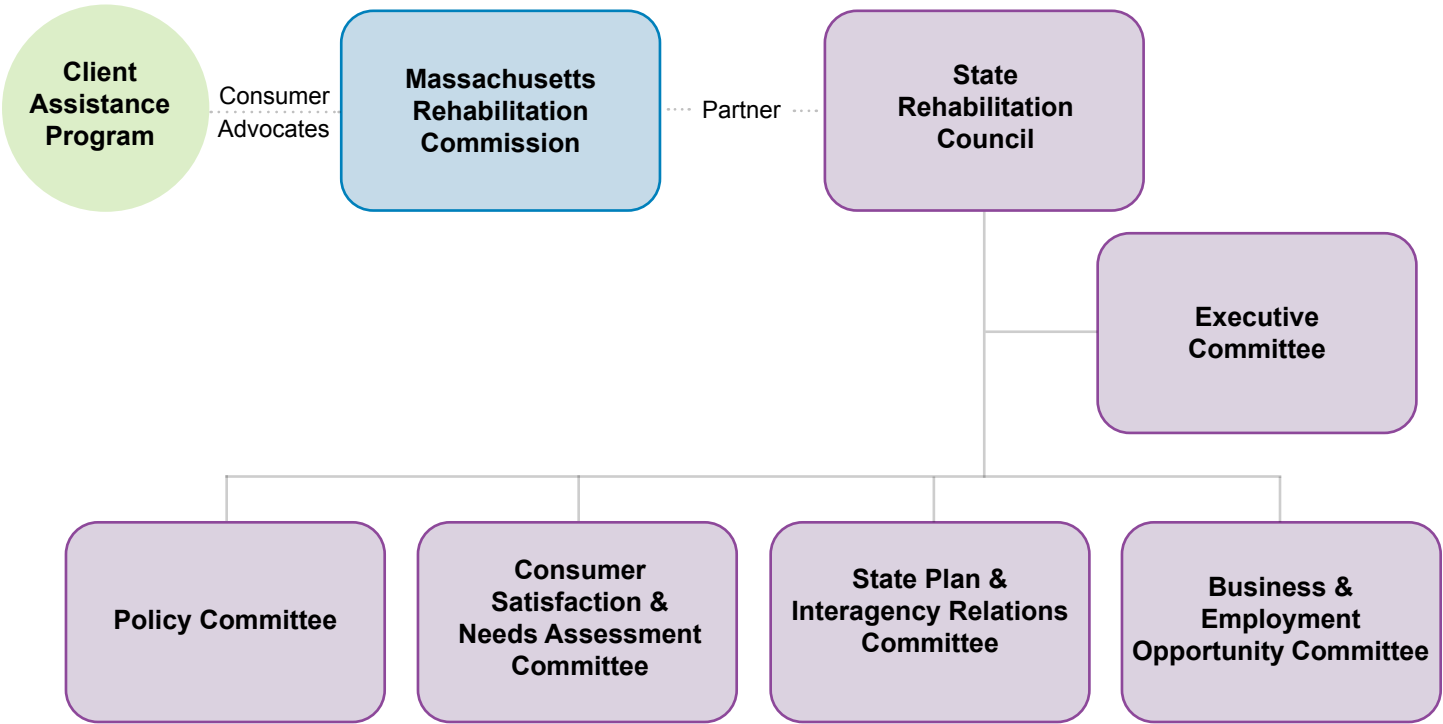 Client
Assistance
Program
Consumer
Advocates
Massachusetts
Rehabilitation
Commission
Partner
State
Rehabilitation
Council
Executive
Committee
Policy Committee
Consumer
Satisfaction &
Needs Assessment
Committee
State Plan &
Interagency Relations
Committee
Business &
Employment
Opportunity Committee